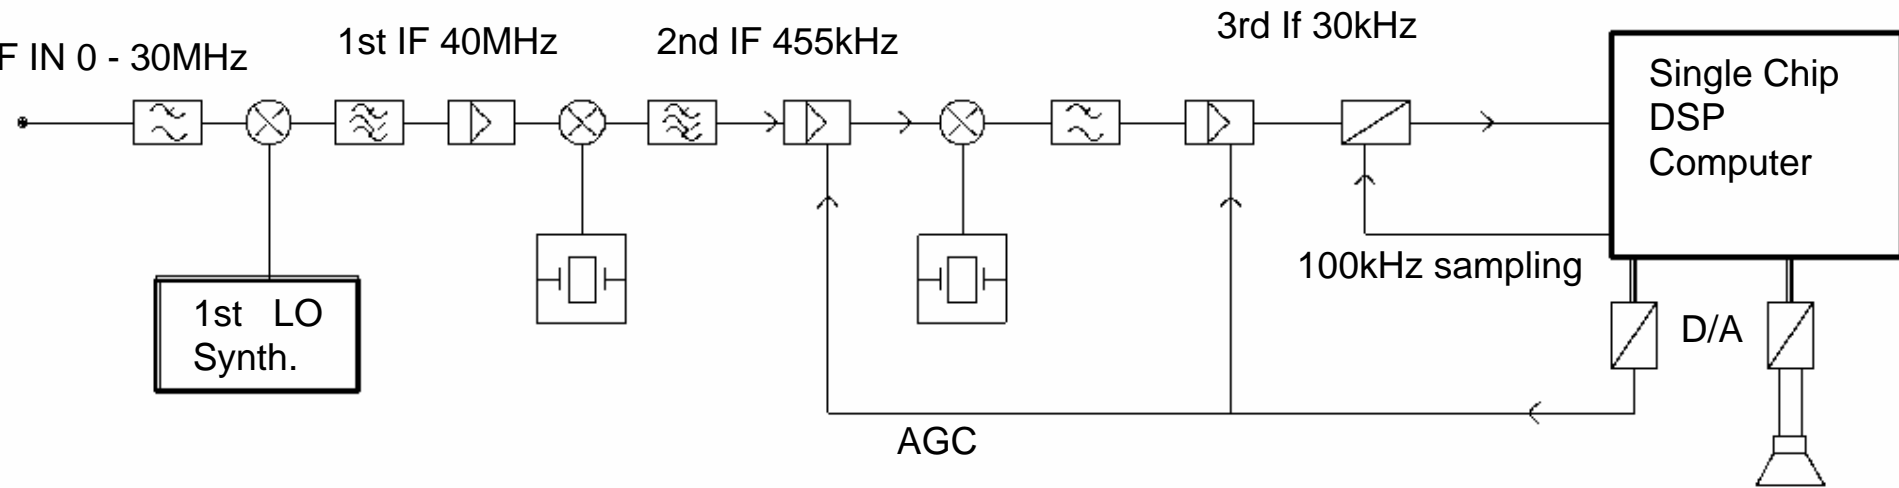 F IN 0 - 30MHz
1st IF 40MHz
2nd IF 455kHz
3rd If 30kHz
Single Chip
DSP
Computer
100kHz sampling
1st LO
Synth.
D/A
AGC